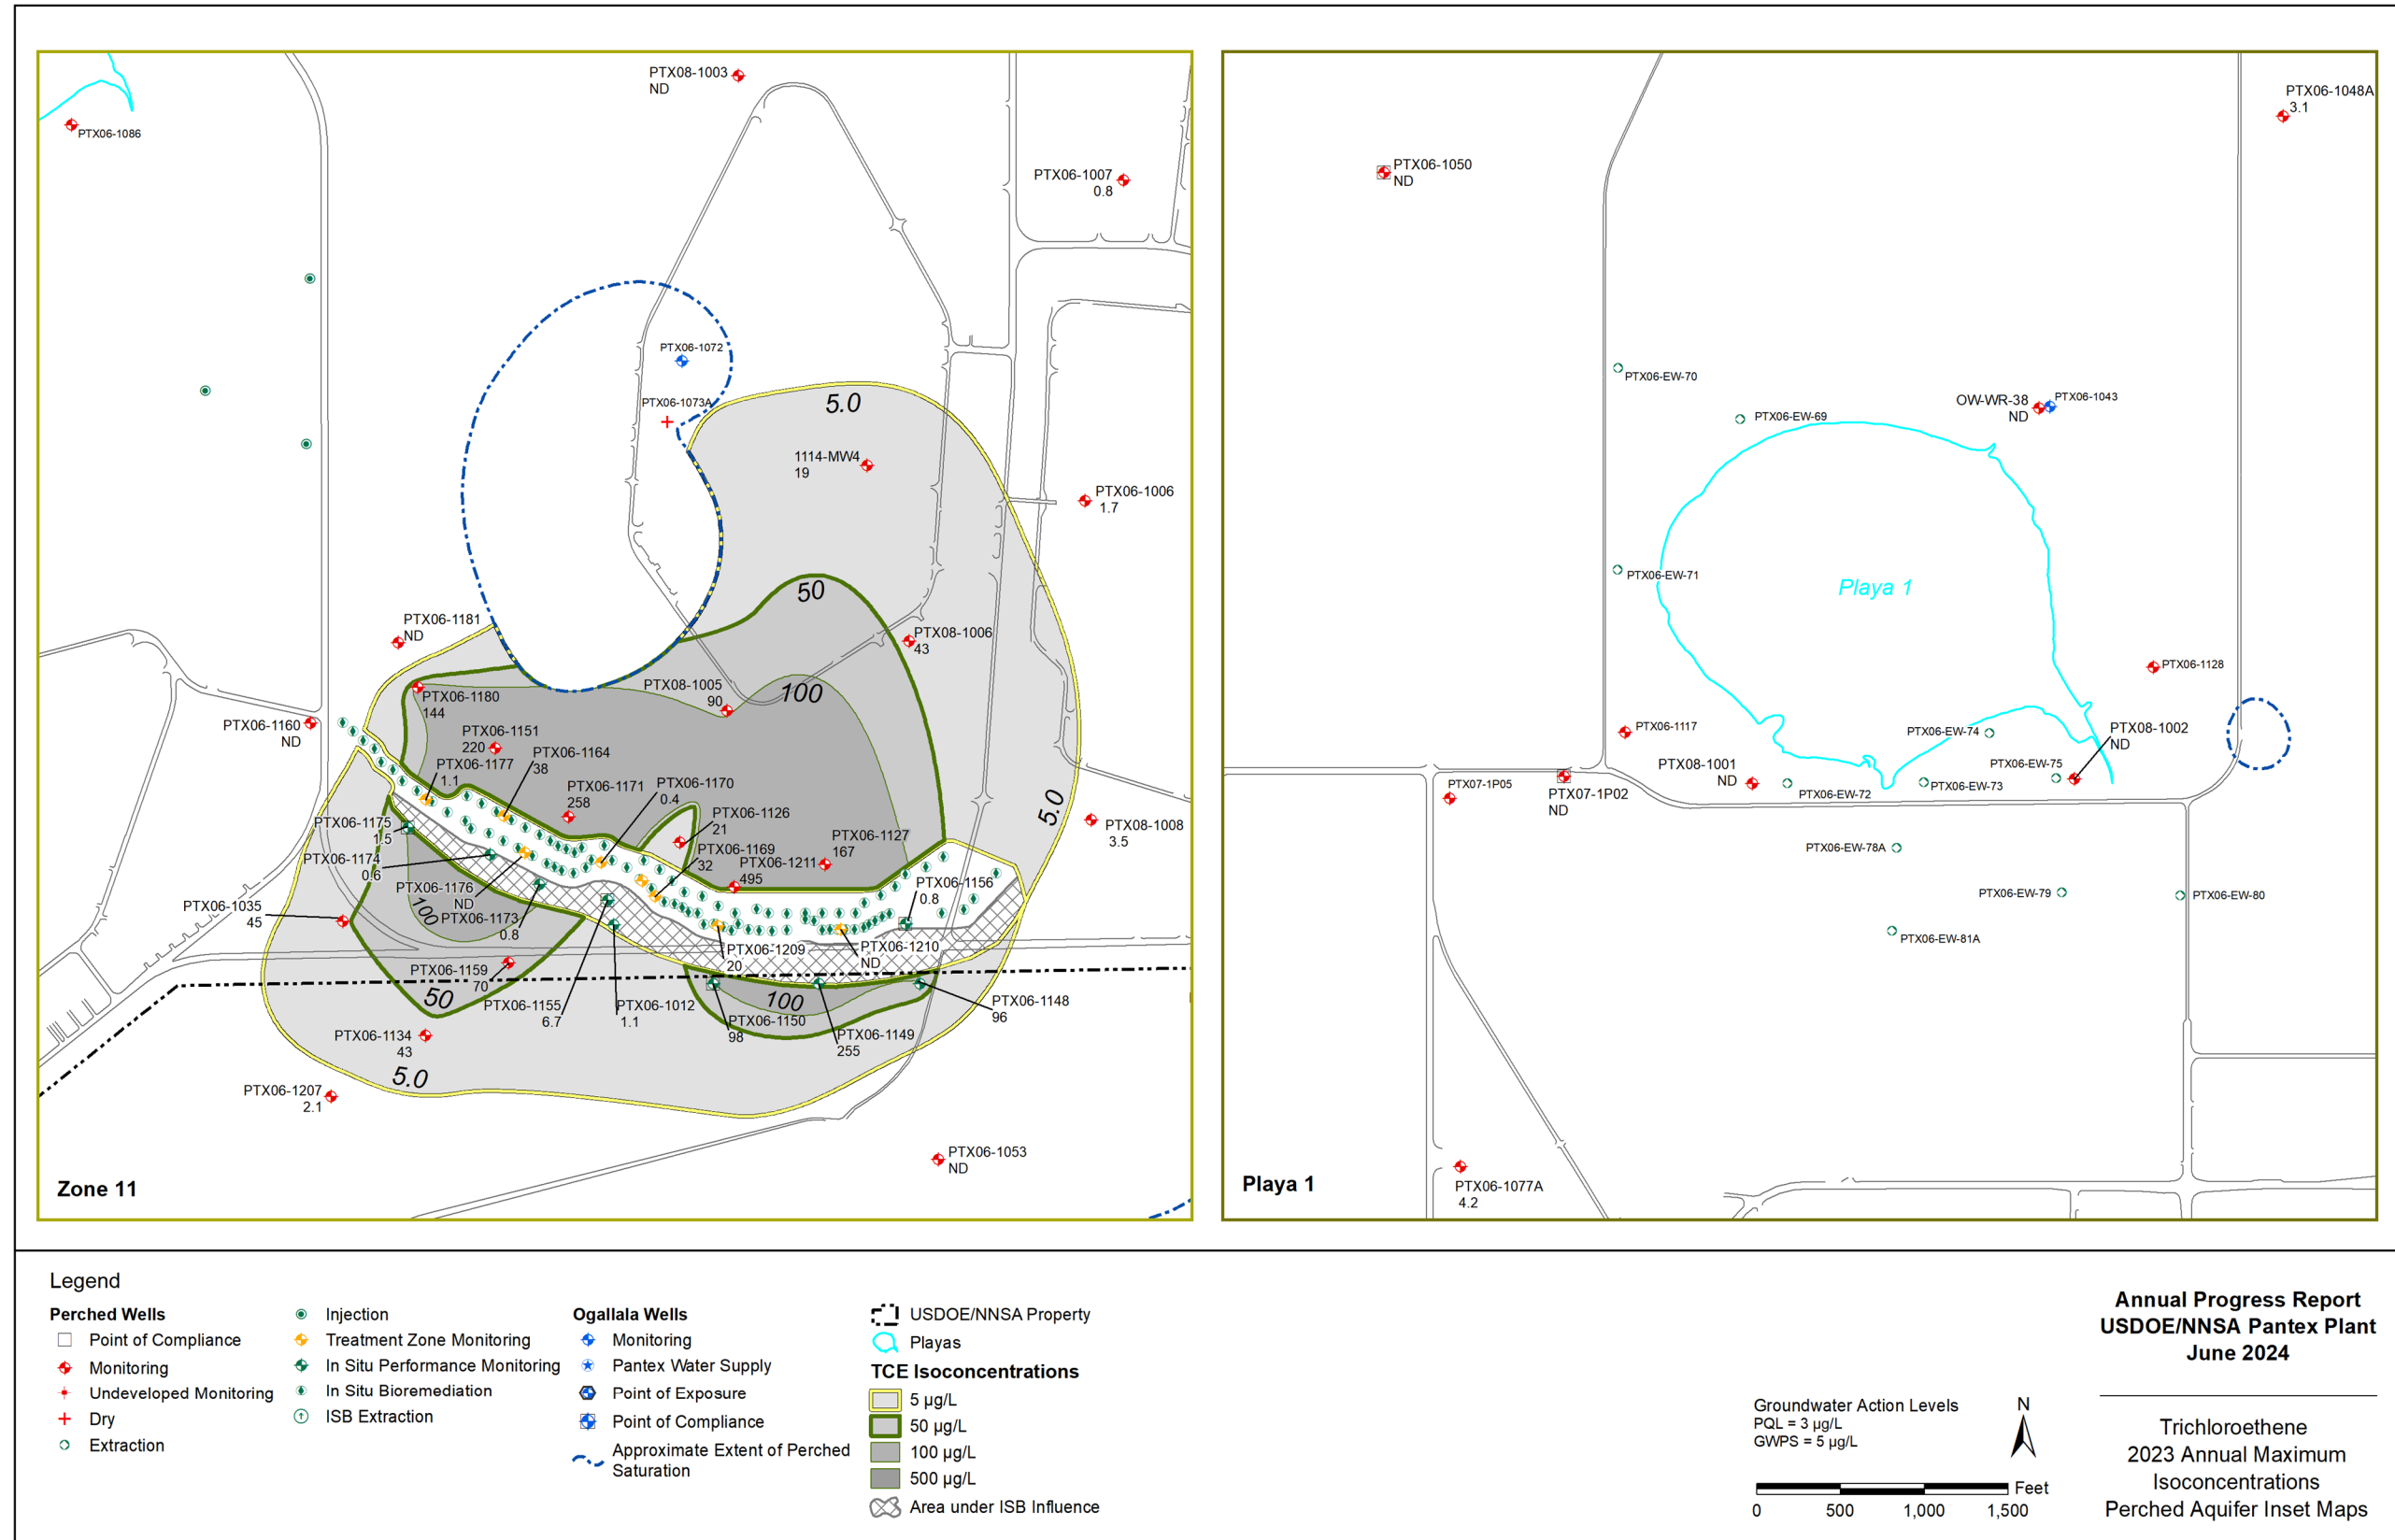 PTX08-1003
ND
PTX06-1086
PTX06-1007
0.8
PTX06-1072
PTX06-1073A
5.0
1114-MW4
19
PTX06-1006
1.7
50
PTX06-1181
ND
PTX08-1006
43
PTX08-1005
90
100
PTX06-1180
144
PTX06-1160
ND
PTX06-1151
220
PTX06-1164
38
PTX06-1177
1.1
PTX06-1171
258
PTX06-1170
0.4
PTX06-1126
21
5.0
PTX08-1008
3.5
PTX06-1175
1.5
PTX06-1127
167
PTX06-1169
32
PTX06-1174
0.6
PTX06-1211
495
PTX06-1176
ND
PTX06-1156
0.8
PTX06-1035
45
100
PTX06-1173
0.8
PTX06-1209
20
PTX06-1210
ND
PTX06-1159
70
50
PTX06-1155
6.7
PTX06-1012
1.1
100
PTX06-1150
98
PTX06-1149
255
PTX06-1148
96
PTX06-1134
43
5.0
PTX06-1207
2.1
PTX06-1053
ND
Zone 11
PTX06-1048A
3.1
PTX06-1050
ND
PTX06-EW-70
PTX06-EW-69
OW-WR-38
ND
PTX06-1043
PTX06-EW-71
Playa 1
PTX06-1128
PTX06-1117
PTX06-EW-74
PTX08-1002
ND
PTX08-1001
ND
PTX06-EW-75
PTX07-1P05
PTX07-1P02
ND
PTX06-EW-72
PTX06-EW-73
PTX06-EW-78A
PTX06-EW-79
PTX06-EW-80
PTX06-EW-81A
PTX06-1077A
4.2
Playa 1
Legend
Perched Wells
Point of Compliance
Monitoring
Undeveloped Monitoring
Dry
Extraction
Injection
Treatment Zone Monitoring
In Situ Performance Monitoring
In Situ Bioremediation
ISB Extraction
Ogallala Wells
Monitoring
Pantex Water Supply
Point of Exposure
Point of Compliance
Approximate Extent of Perched
Saturation
USDOE/NNSA Property
Playas
TCE Isoconcentrations
5 µg/L
50 µg/L
100 µg/L
500 µg/L
Area under ISB Influence
Groundwater Action Levels
PQL = 3 µg/L
GWPS = 5 µg/L
N
Feet
0 500 1,000 1,500
Annual Progress Report
USDOE/NNSA Pantex Plant
June 2024
Trichloroethene
2023 Annual Maximum
Isoconcentrations
Perched Aquifer Inset Maps